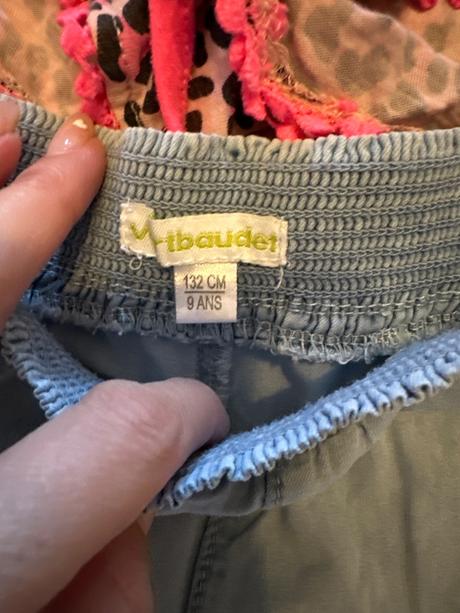 v-tbaudet
132 CM
9 ANS